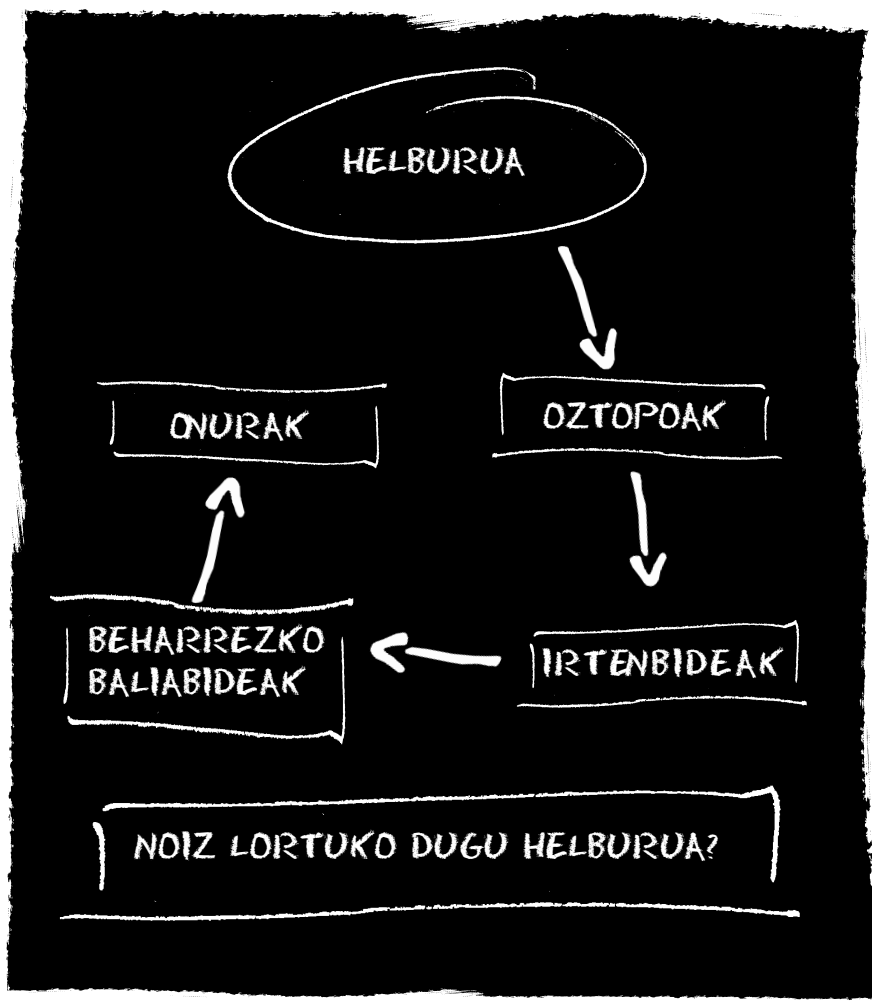 HELBURUA
ONURAK
OZTOPOAK
BEHARREZKO
BALIABIDEAK
IRTENBIDEAK
NOIZ LORTUKO DUGU HELBURUA?